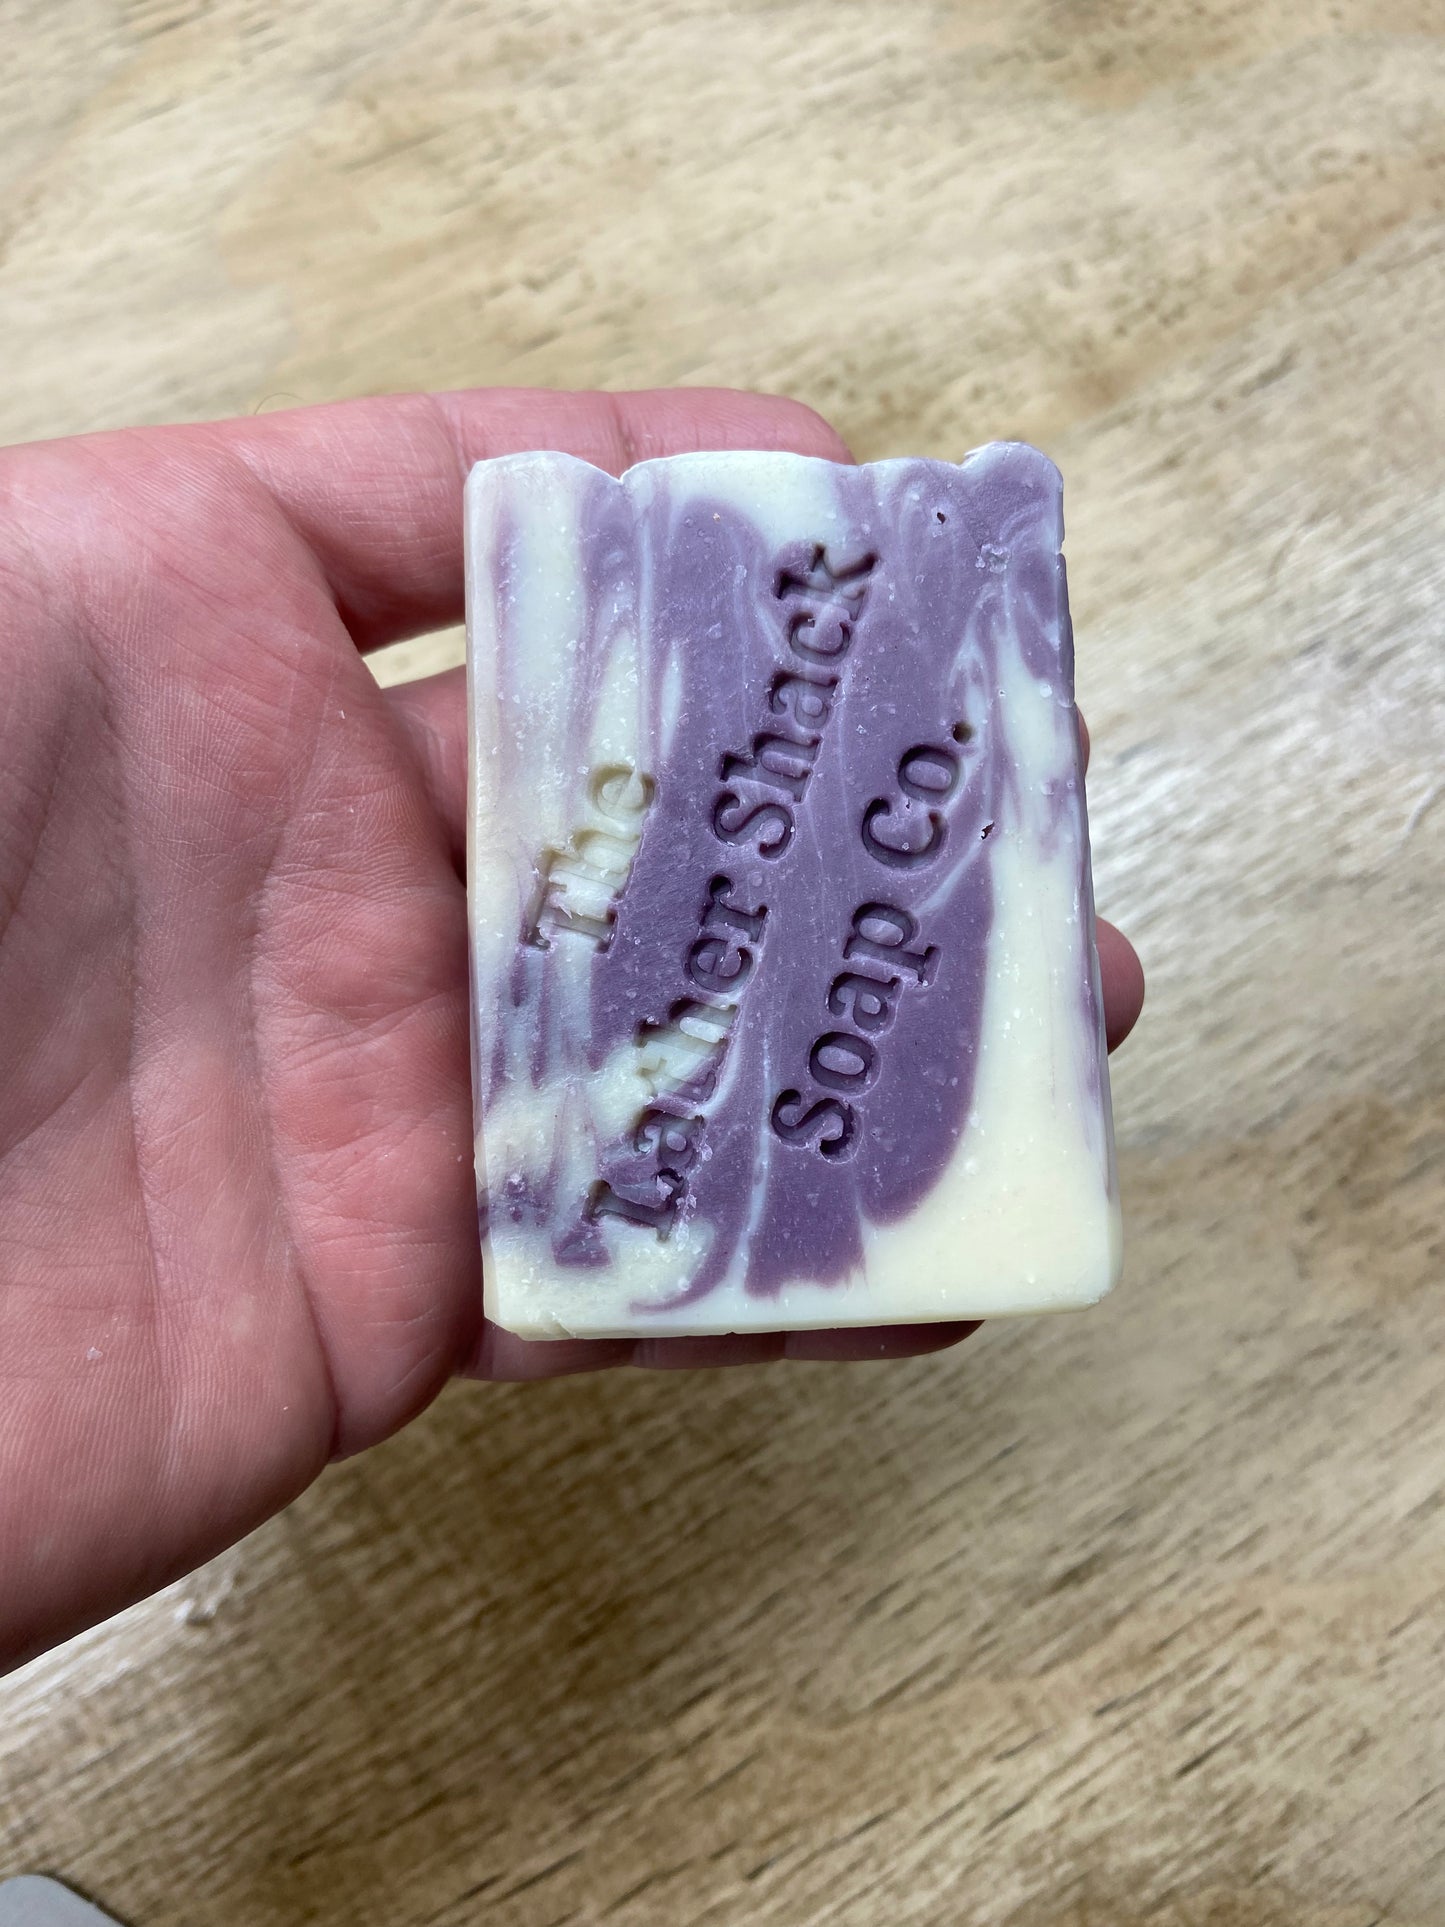 The
Lather Shack
Soap Co.